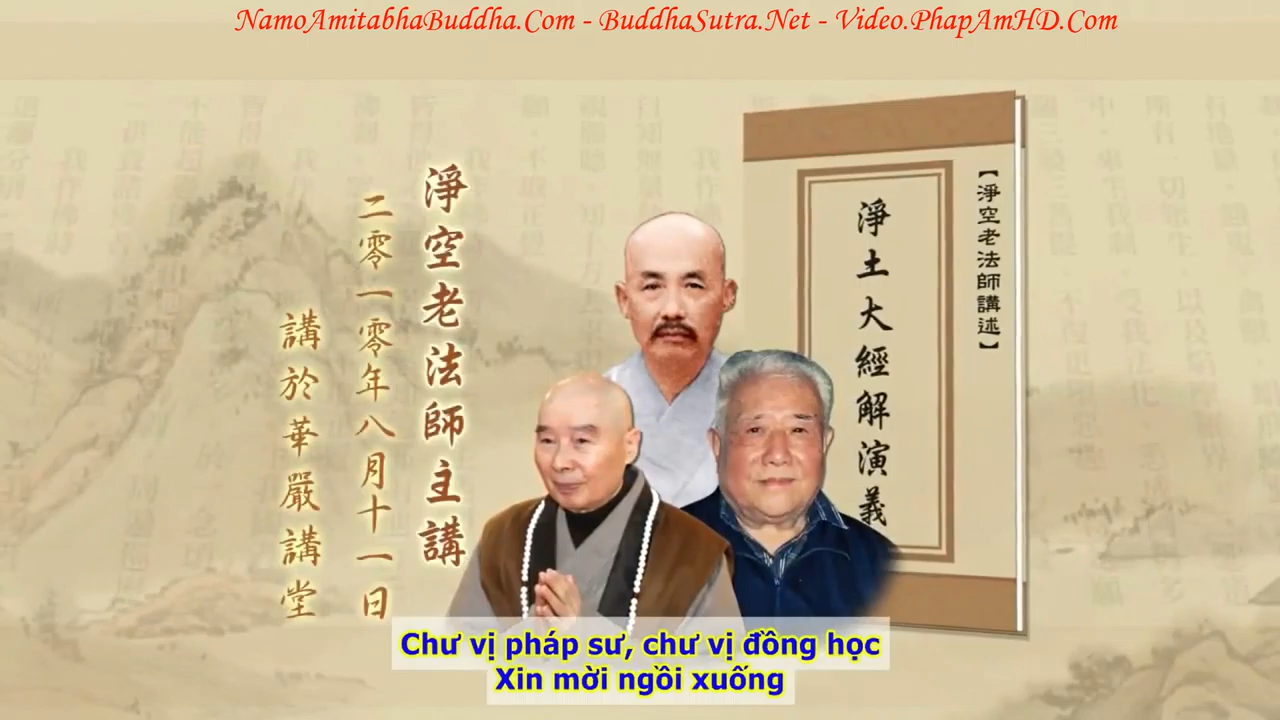 NamoAmitabhaBuddha.Com - BuddhaSutra.Net - Video.PhapAmHD.Com
【淨空老法師講述】
淨土大經解演義
淨空老法師主講
二零一零年八月十一日
講於華嚴講堂
Chư vị pháp sư, chư vị đồng học
Xin mời ngồi xuống